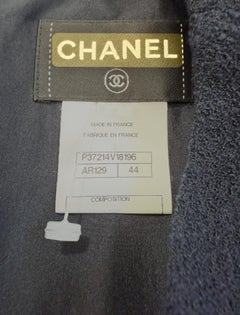 CHANEL
MADE IN FRANCE
FABRIQUÉ EN FRANCE
P37214V18196
AR129 44
COMPOSITION